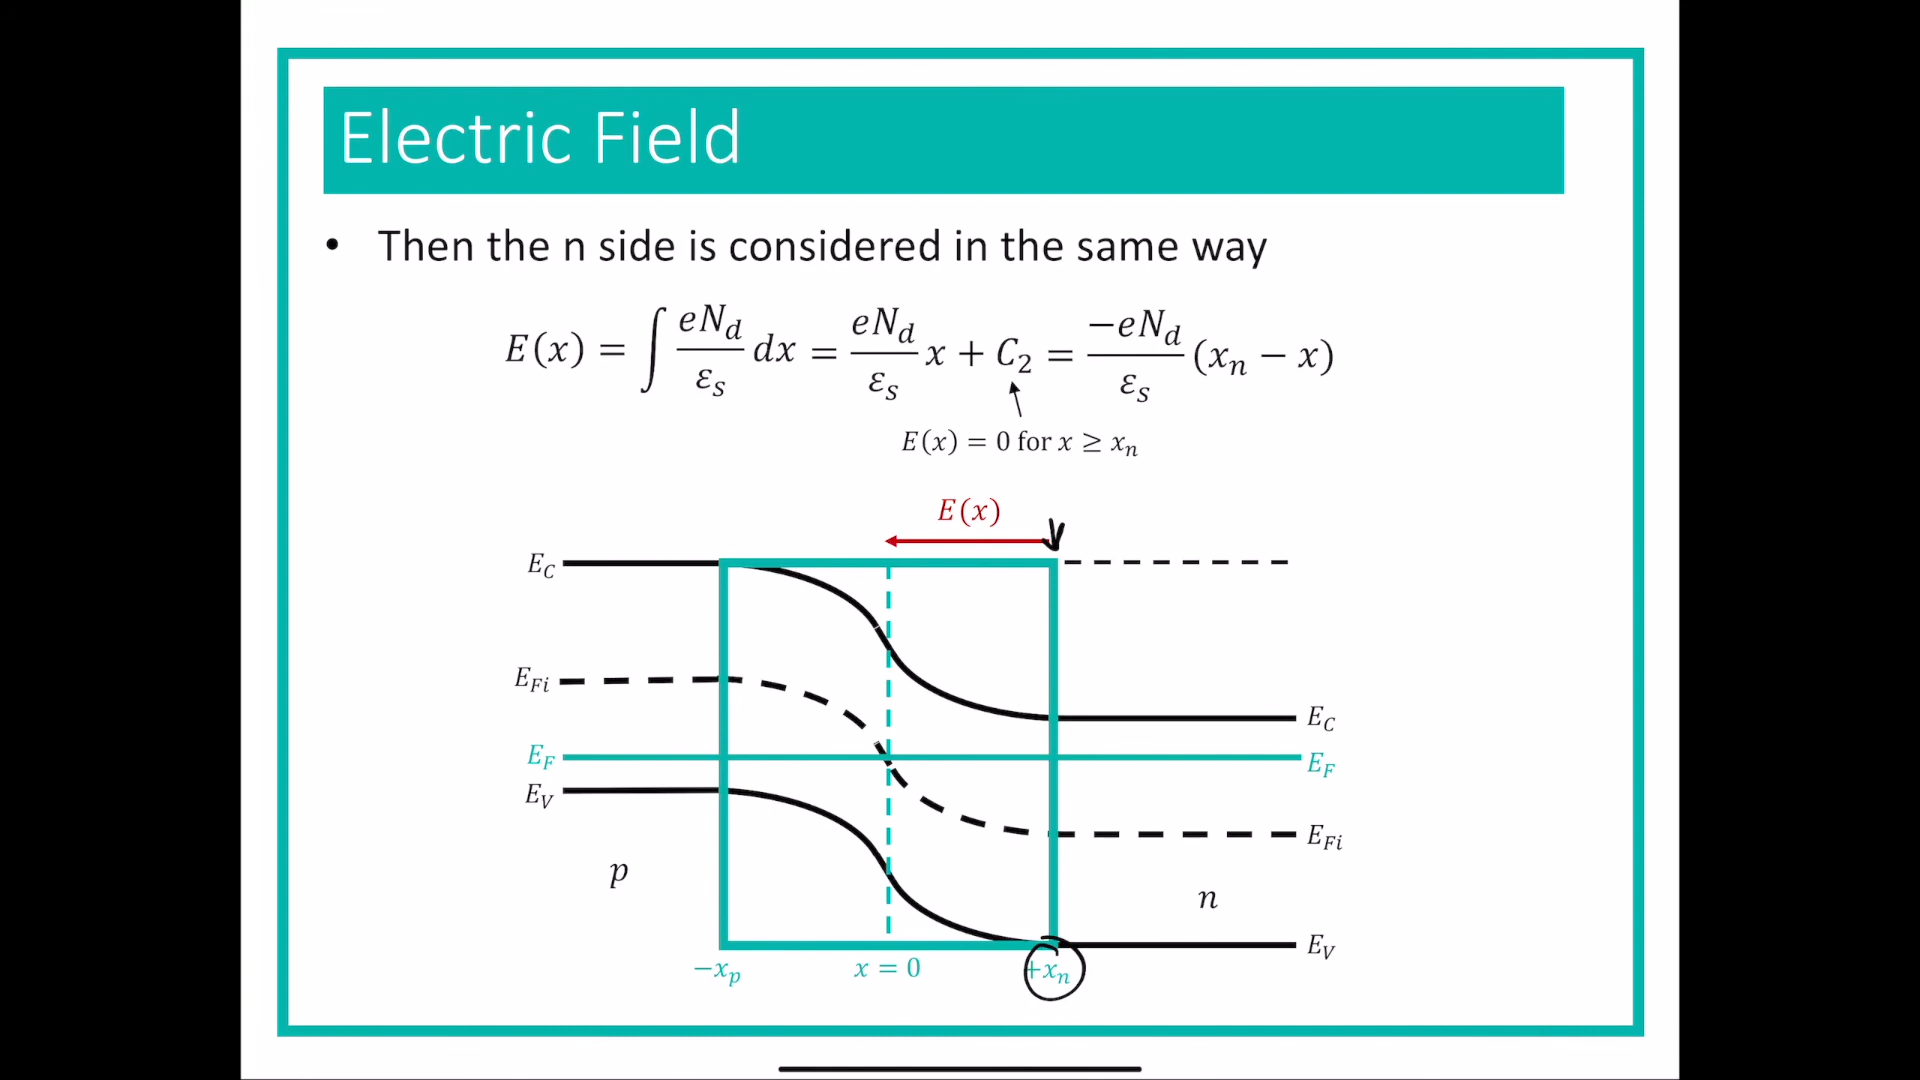 Electric Field
• Then the n side is considered in the same way
E(x) = ∫ eN_d/ε_s dx = eN_d/ε_s x + C_2 = −eN_d/ε_s (x_n − x)
E(x) = 0 for x ≥ x_n
E(x)
E_C
E_Fi
E_C
E_F
E_F
E_V
E_Fi
p
n
E_V
−x_p
x = 0
+x_n